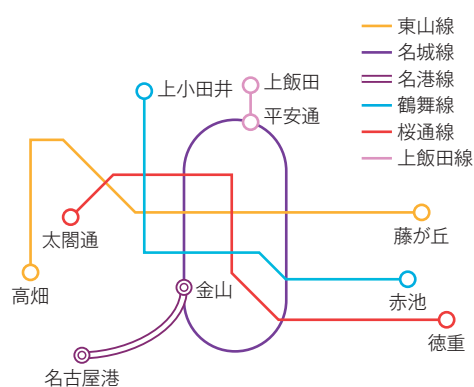 東山線
名城線
名港線
鶴舞線
桜通線
上飯田線
上小田井
上飯田
平安通
太閤通
高畑
藤が丘
金山
赤池
徳重
名古屋港